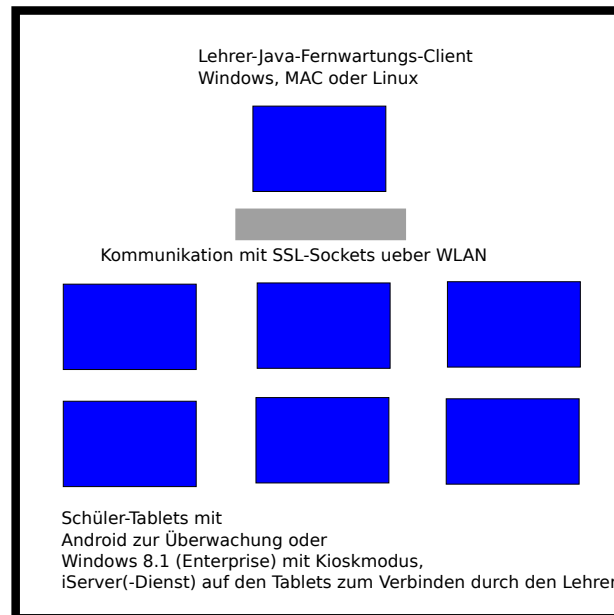 Lehrer-Java-Fernwartungs-Client
Windows, MAC oder Linux
Kommunikation mit SSL-Sockets ueber WLAN
Schüler-Tablets mit
Android zur Überwachung oder
Windows 8.1 (Enterprise) mit Kioskmodus,
iServer(-Dienst) auf den Tablets zum Verbinden durch den Lehrer